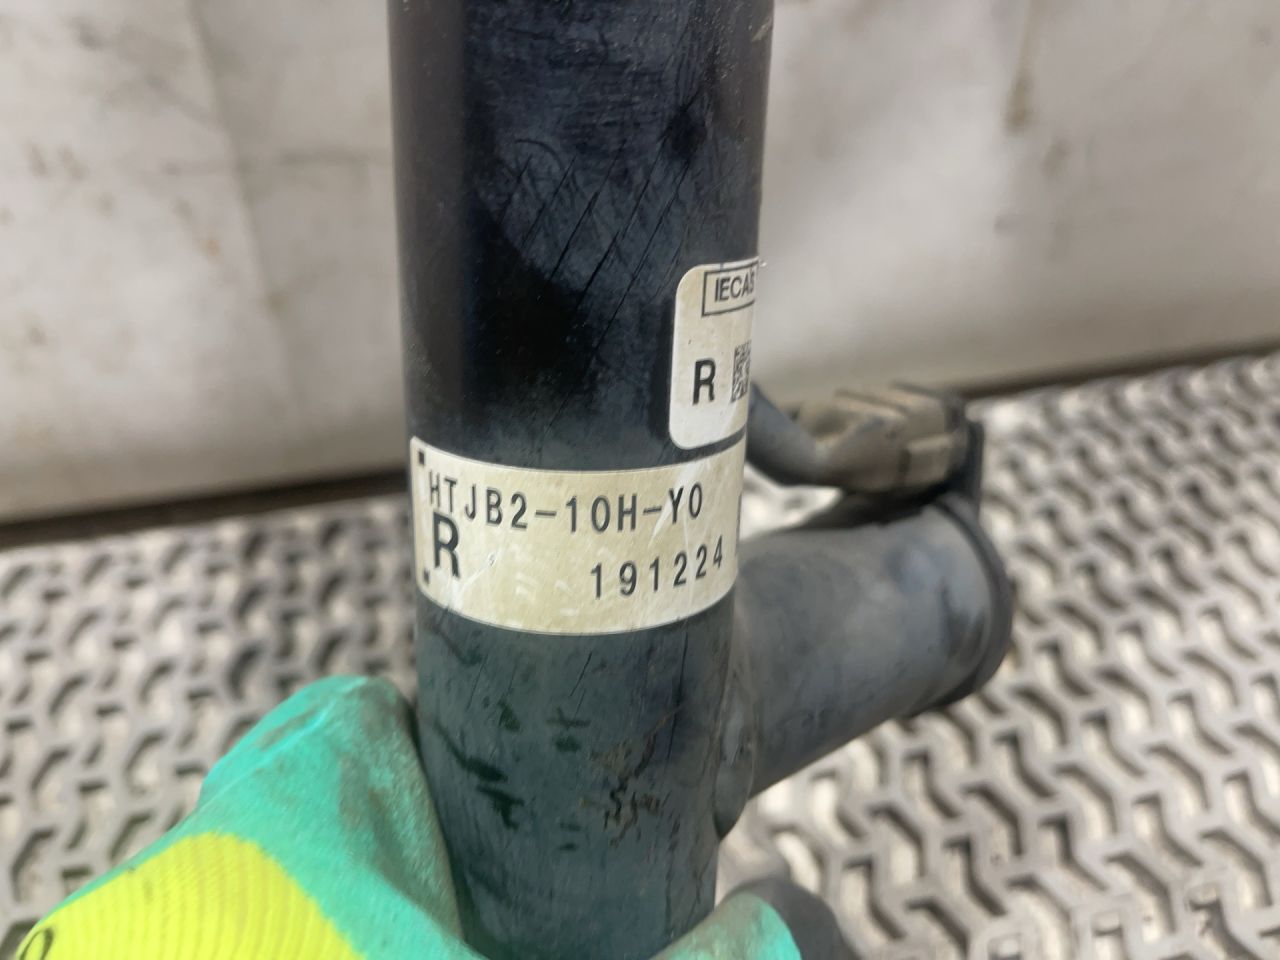 IECAS
R
HTJB2-10H-Y0
R
191224